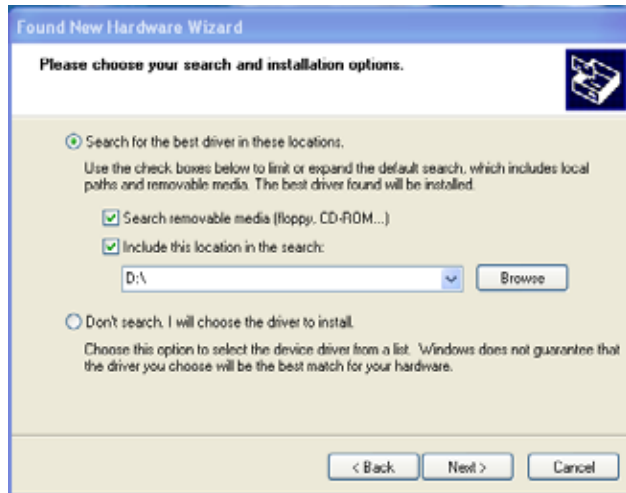 Found New Hardware Wizard
Please choose your search and installation options.
Search for the best driver in these locations.
Use the check boxes below to limit or expand the default search, which includes local
paths and removable media. The best driver found will be installed.
Search removable media (floppy, CD-ROM...)
Include this location in the search:
D:\
Browse
Don't search. I will choose the driver to install.
Choose this option to select the device driver from a list. Windows does not guarantee that
the driver you choose will be the best match for your hardware.
< Back Next > Cancel